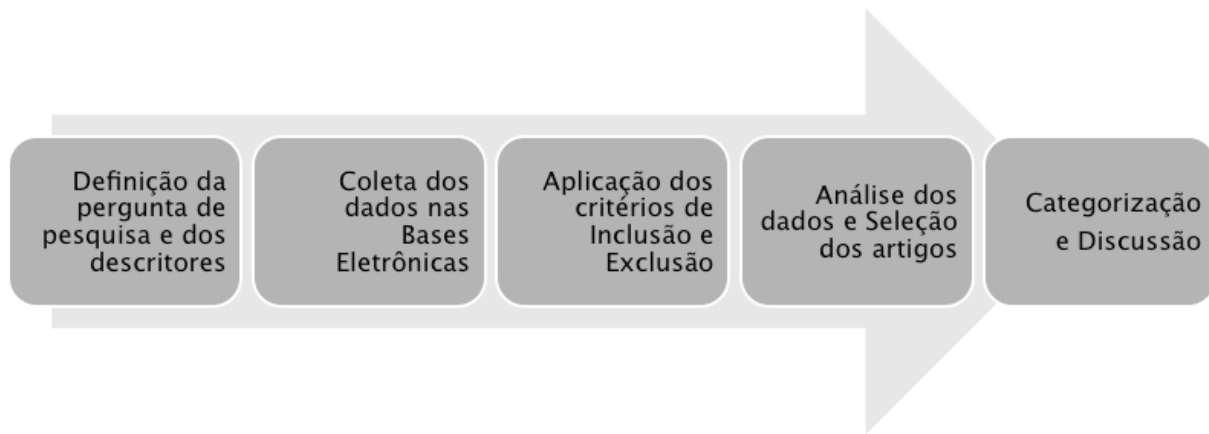 Definição da
pergunta de
pesquisa e dos
descritores
Coleta dos
dados nas
Bases
Eletrônicas
Aplicação dos
critérios de
Inclusão e
Exclusão
Análise dos
dados e Seleção
dos artigos
Categorização
e Discussão